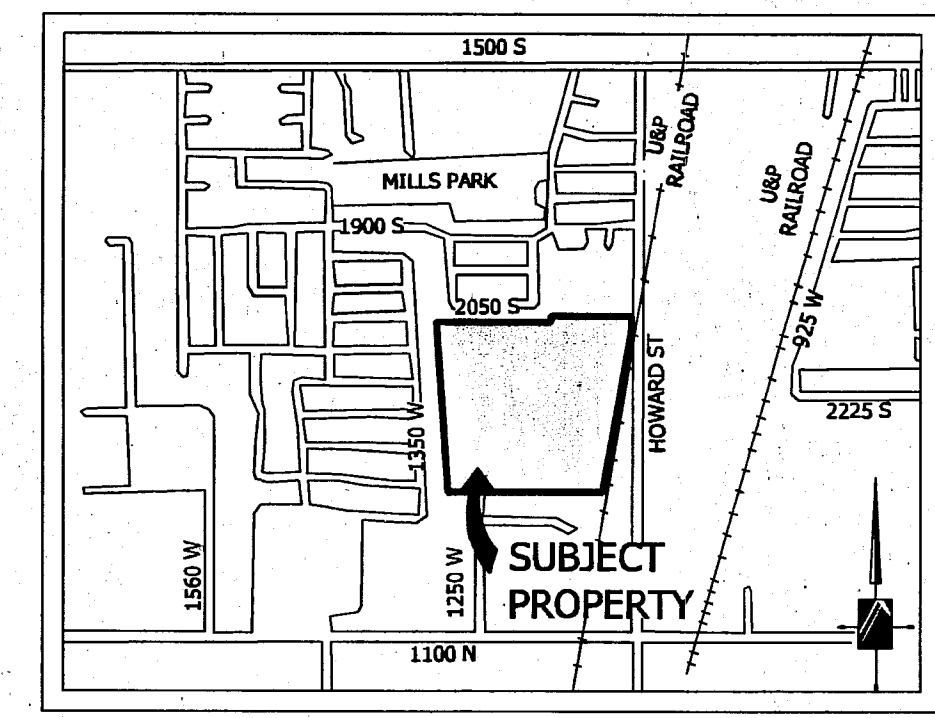 1500 S
U&P
RAILROAD
U&P
RAILROAD
MILLS PARK
1900 S
2050 S
925 W
HOWARD ST
2225 S
1350 W
SUBJECT
PROPERTY
1560 W
1250 W
1100 N